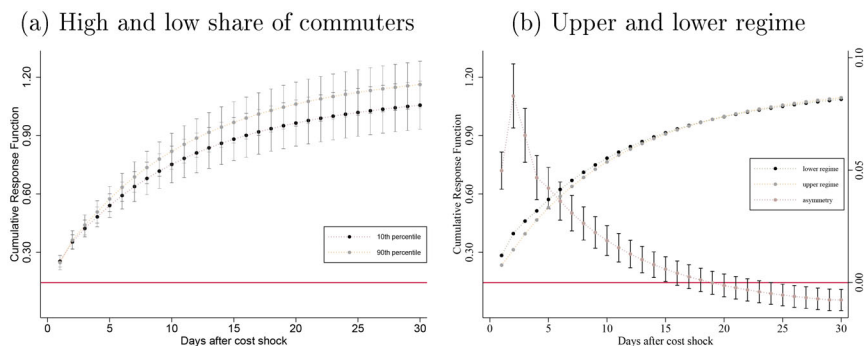 (a) High and low share of commuters
Cumulative Response Function
1.20
0.90
0.60
0.30
10th percentile
90th percentile
0 5 10 15 20 25 30
Days after cost shock
(b) Upper and lower regime
Cumulative Response Function
1.20
0.90
0.60
0.30
0.10
0.05
0.00
lower regime
upper regime
asymmetry
0 5 10 15 20 25 30
Days after cost shock